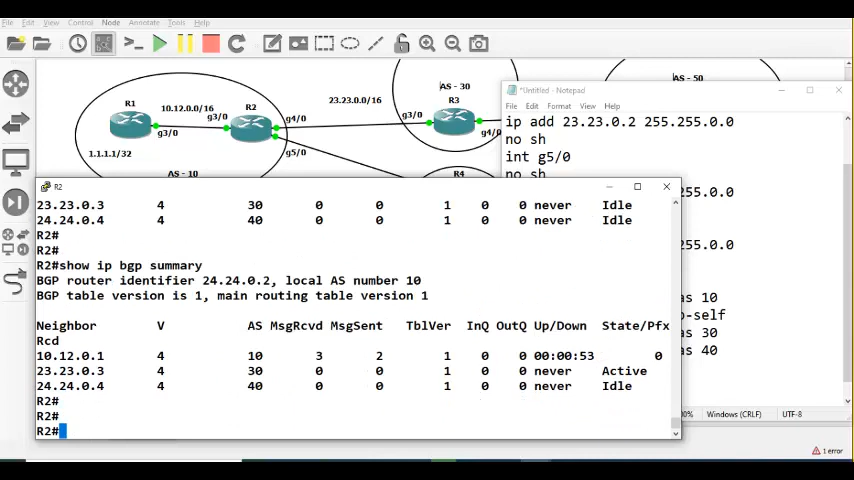 File Edit View Control Node Annotate Tools Help
AS - 30
AS - 50
R1
10.12.0.0/16
R2
23.23.0.0/16
R3
g3/0
g3/0
g4/0
g3/0
g4/0
g5/0
1.1.1.1/32
AS - 10
R4
*Untitled - Notepad
File Edit Format View Help
ip add 23.23.0.2 255.255.0.0
no sh
int g5/0
no sh
255.255.0.0
255.255.0.0
as 10
p-self
as 30
as 40
00% Windows (CRLF) UTF-8
R2
23.23.0.3 4 30 0 0 1 0 0 never Idle
24.24.0.4 4 40 0 0 1 0 0 never Idle
R2#
R2#
R2#show ip bgp summary
BGP router identifier 24.24.0.2, local AS number 10
BGP table version is 1, main routing table version 1
Neighbor V AS MsgRcvd MsgSent TblVer InQ OutQ Up/Down State/Pfx
Rcd
10.12.0.1 4 10 3 2 1 0 0 00:00:53 0
23.23.0.3 4 30 0 0 1 0 0 never Active
24.24.0.4 4 40 0 0 1 0 0 never Idle
R2#
R2#
R2#
1 error